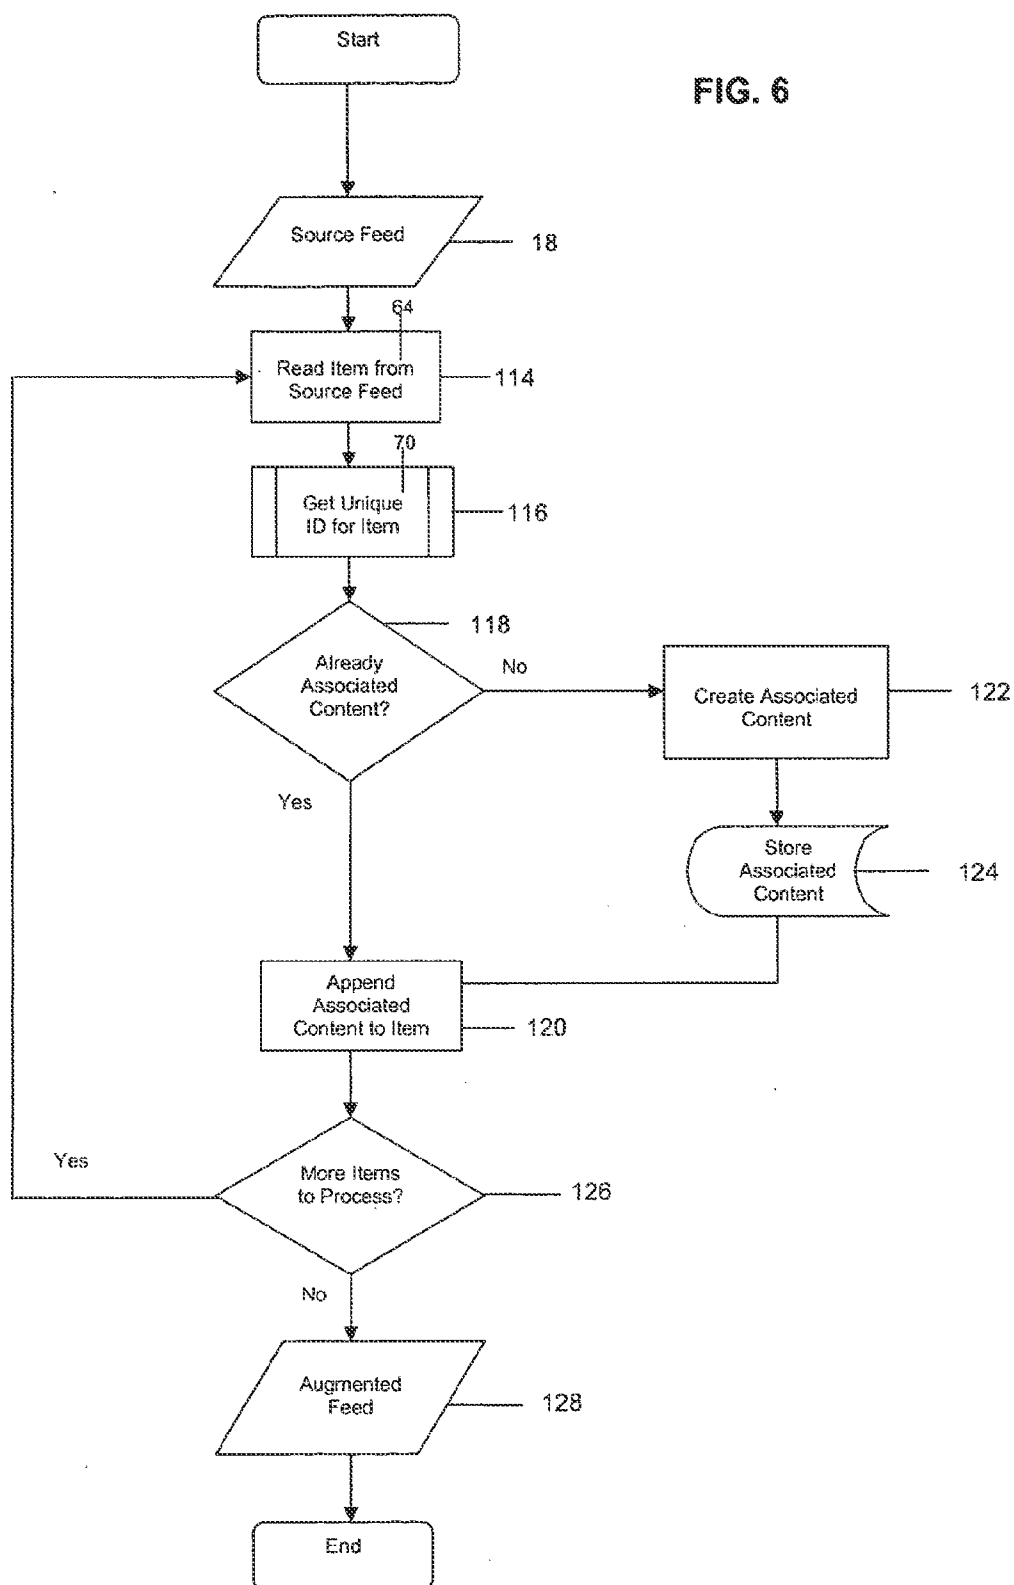 Start
FIG. 6
Source Feed
18
64
Read Item from
Source Feed
114
70
Get Unique
ID for Item
116
118
Already
Associated
Content?
No
Create Associated
Content
122
Yes
Store
Associated
Content
124
Append
Associated
Content to Item
120
Yes
More Items
to Process?
126
No
Augmented
Feed
128
End